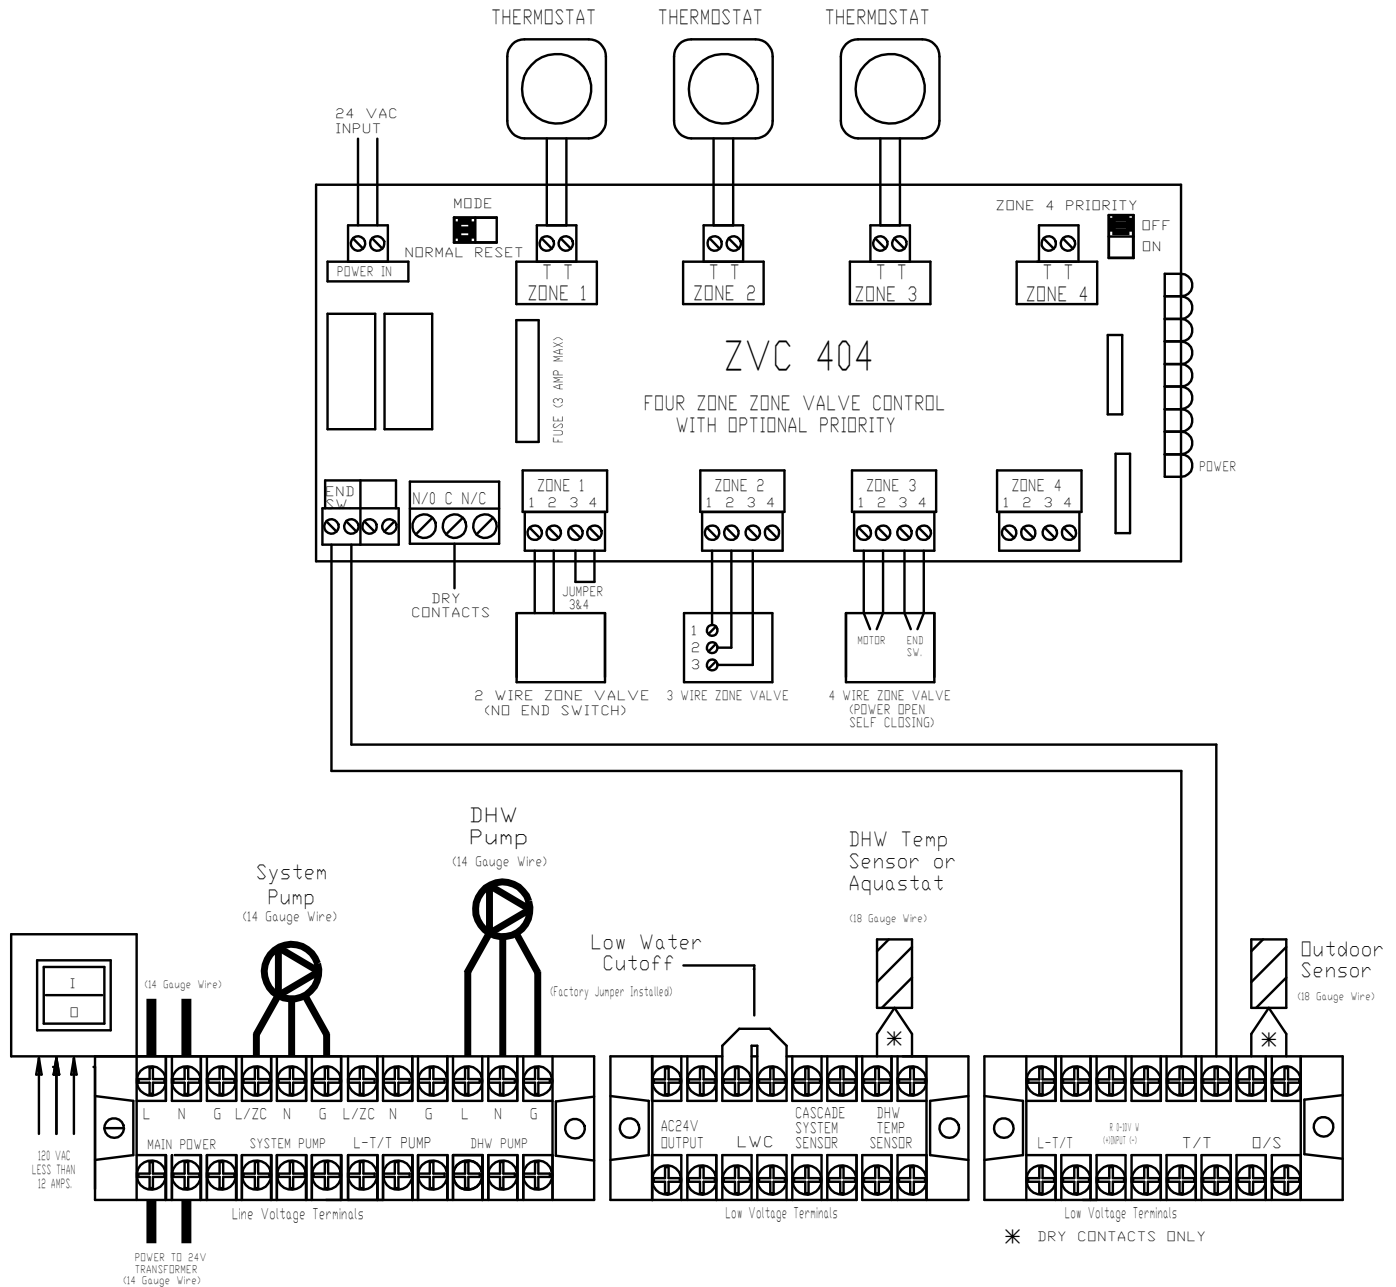 THERMOSTAT THERMOSTAT THERMOSTAT
24 VAC
INPUT
MODE
NORMAL RESET
ZONE 4 PRIORITY
OFF
ON
POWER IN
T T
ZONE 1
T T
ZONE 2
T T
ZONE 3
T T
ZONE 4
FUSE (3 AMP MAX)
ZVC 404
FOUR ZONE ZONE VALVE CONTROL
WITH OPTIONAL PRIORITY
POWER
END
SW
N/O C N/C
ZONE 1
1 2 3 4
ZONE 2
1 2 3 4
ZONE 3
1 2 3 4
ZONE 4
1 2 3 4
DRY
CONTACTS
JUMPER
3&4
1
2
3
MOTOR
END
SW.
2 WIRE ZONE VALVE
(NO END SWITCH)
3 WIRE ZONE VALVE
4 WIRE ZONE VALVE
(POWER OPEN
SELF CLOSING)
DHW
Pump
(14 Gauge Wire)
System
Pump
(14 Gauge Wire)
DHW Temp
Sensor or
Aquastat
(18 Gauge Wire)
Low Water
Cutoff
(Factory Jumper Installed)
Outdoor
Sensor
(18 Gauge Wire)
I
O
(14 Gauge Wire)
L N G L/ZC N G L/ZC N G L N G
MAIN POWER SYSTEM PUMP L-T/T PUMP DHW PUMP
AC24V
OUTPUT
LWC
CASCADE
SYSTEM
SENSOR
DHW
TEMP
SENSOR
L-T/T
R 0-10V W
(+)INPUT (-)
T/T
O/S
120 VAC
LESS THAN
12 AMPS.
Line Voltage Terminals
Low Voltage Terminals
Low Voltage Terminals
DRY CONTACTS ONLY
POWER TO 24V
TRANSFORMER
(14 Gauge Wire)